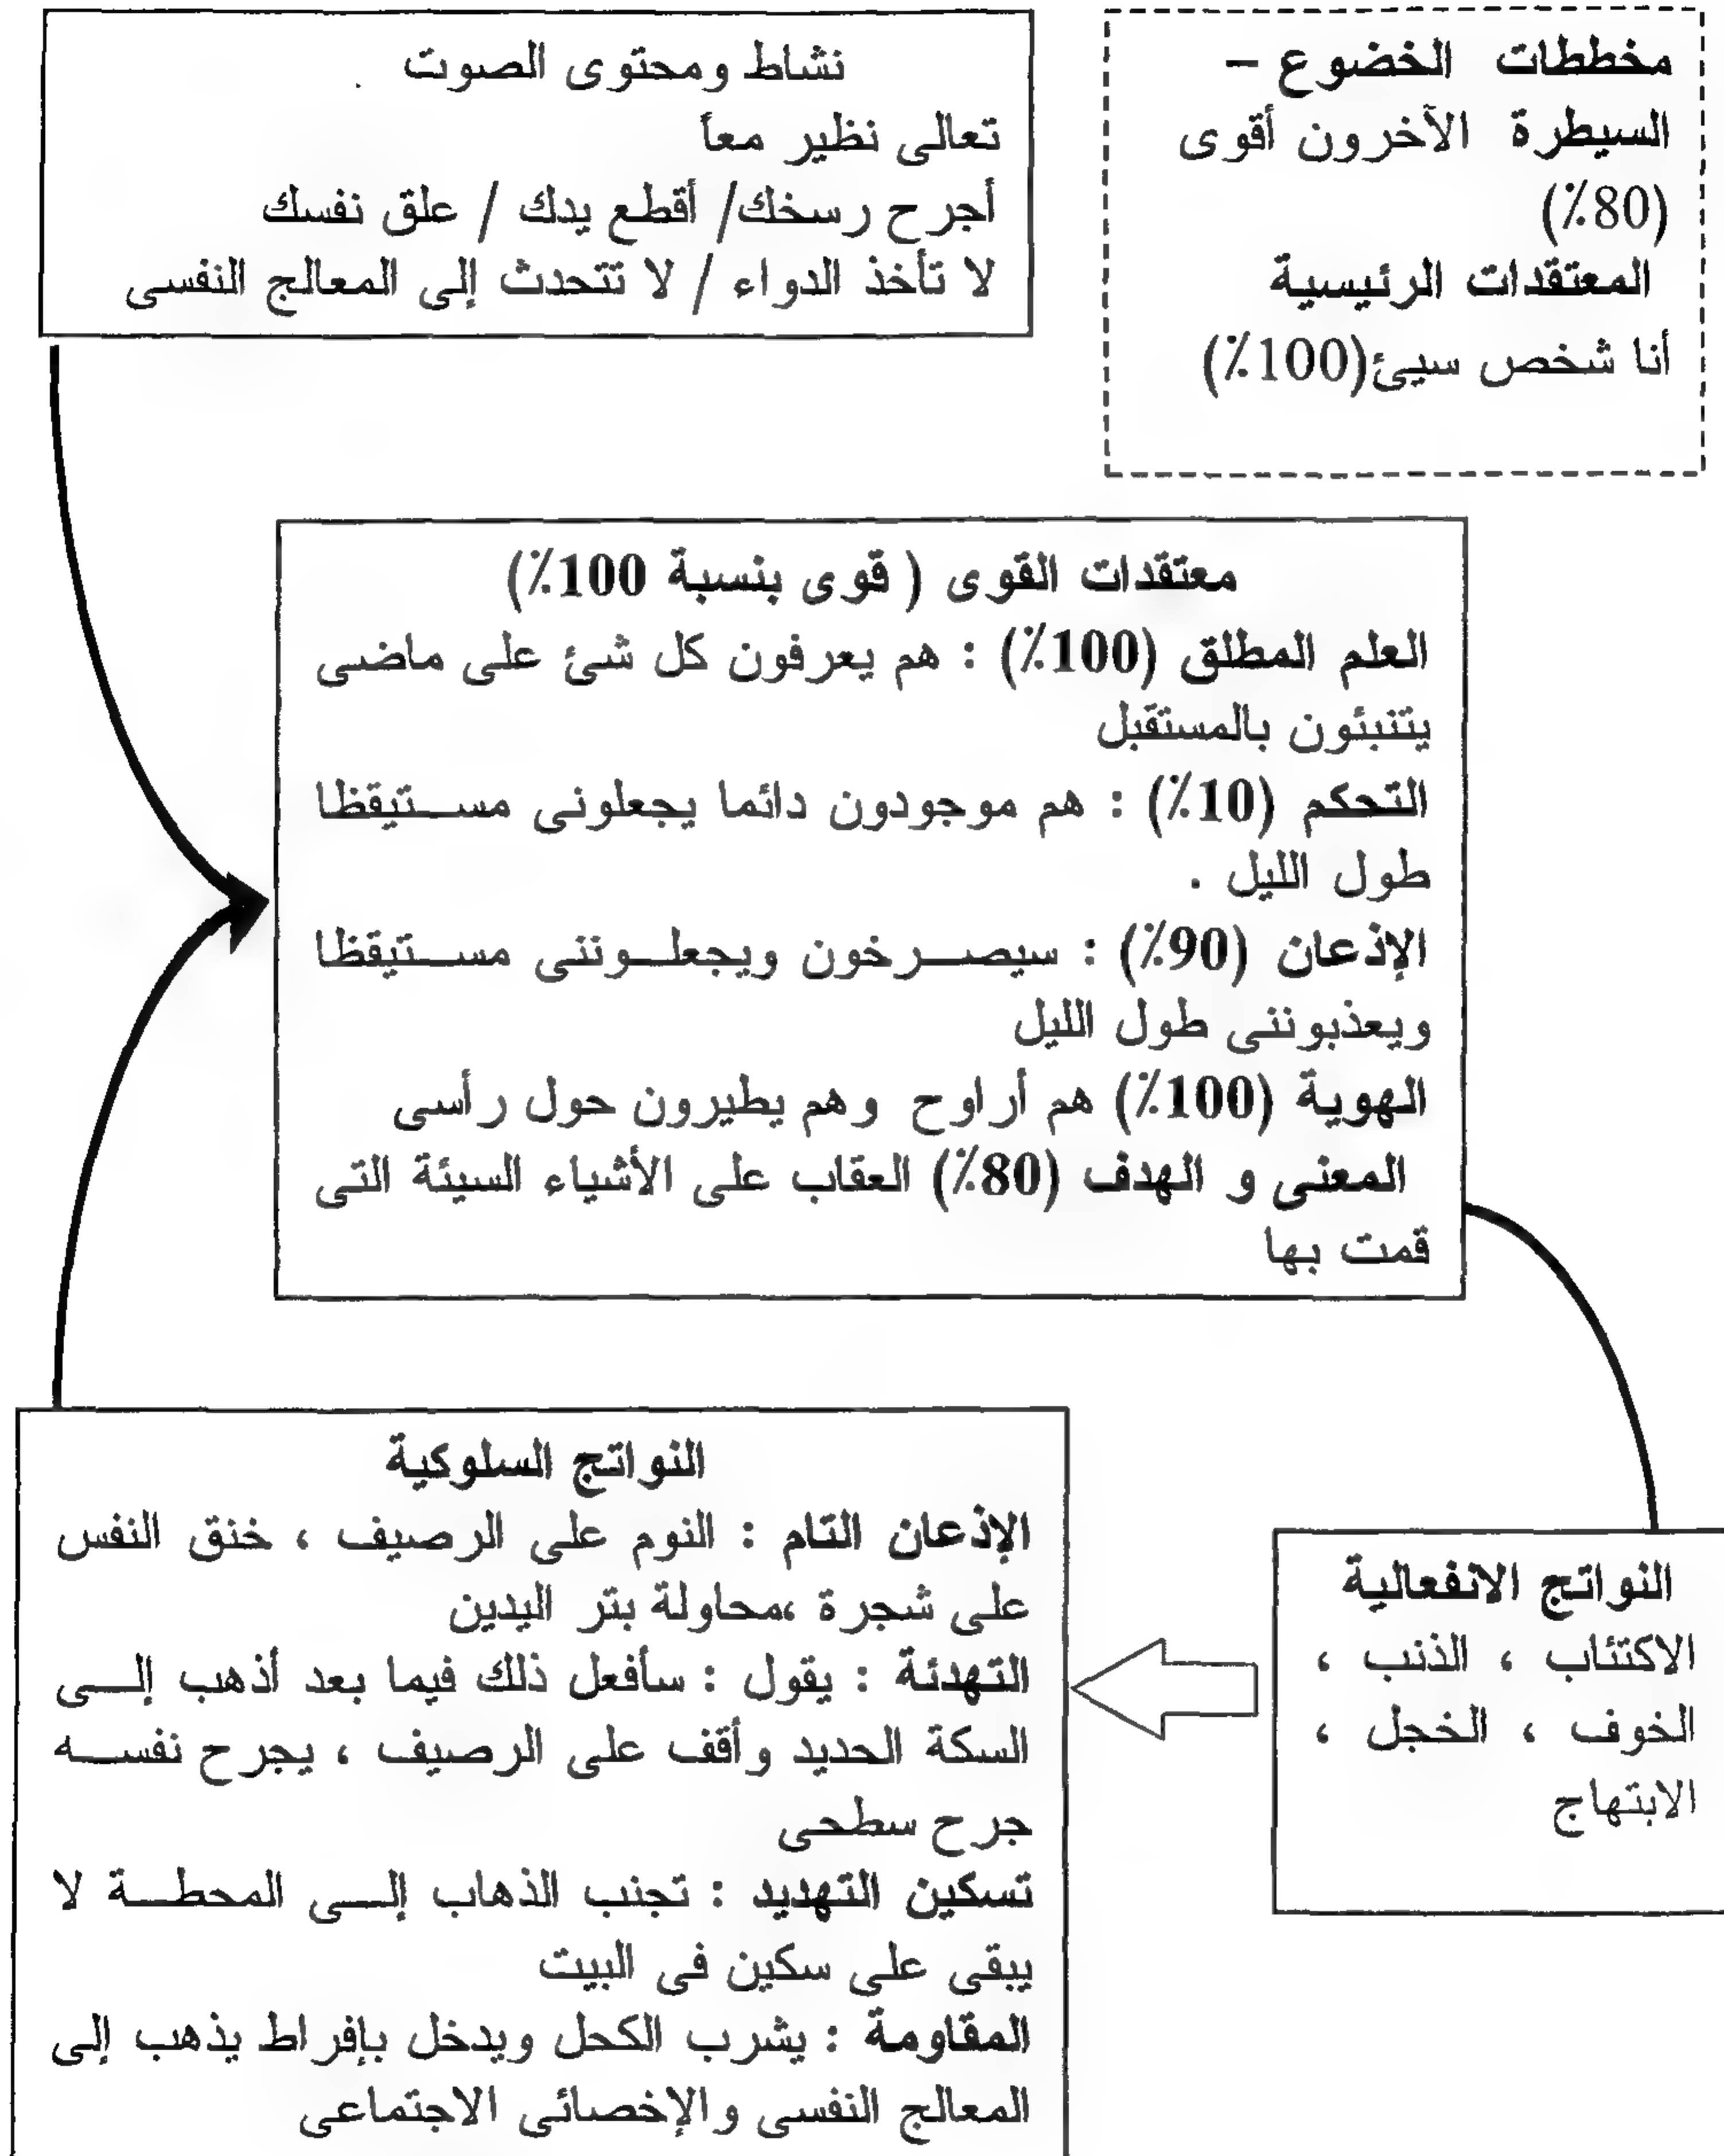 مخططات الخضوع –
السيطرة الآخرون أقوى
(80٪)
المعتقدات الرئيسية
أنا شخص سيئ(100٪)
نشاط ومحتوى الصوت
تعالى نظير معاً
أجرح رسخك/ أقطع يدك / علق نفسك
لا تأخذ الدواء / لا تتحدث إلى المعالج النفسى
معتقدات القوى ( قوى بنسبة 100٪)
العلم المطلق (100٪) : هم يعرفون كل شئ على ماضى
يتنبئون بالمستقبل
التحكم (10٪) : هم موجودون دائما يجعلونى مستيقظا
طول الليل .
الإذعان (90٪) : سيصرخون ويجعلوننى مستيقظا
ويعذبوننى طول الليل
الهوية (100٪) هم أراوح وهم يطيرون حول رأسى
المعنى و الهدف (80٪) العقاب على الأشياء السيئة التى
قمت بها
النواتج الانفعالية
الاكتئاب ، الذنب ،
الخوف ، الخجل ،
الابتهاج
النواتج السلوكية
الإذعان التام : النوم على الرصيف ، خنق النفس
على شجرة ،محاولة بتر اليدين
التهدئة : يقول : سأفعل ذلك فيما بعد أذهب إلى
السكة الحديد وأقف على الرصيف ، يجرح نفسه
جرح سطحى
تسكين التهديد : تجنب الذهاب إلى المحطة لا
يبقى على سكين فى البيت
المقاومة : يشرب الكحل ويدخل بإفراط يذهب إلى
المعالج النفسى والإخصائى الاجتماعى